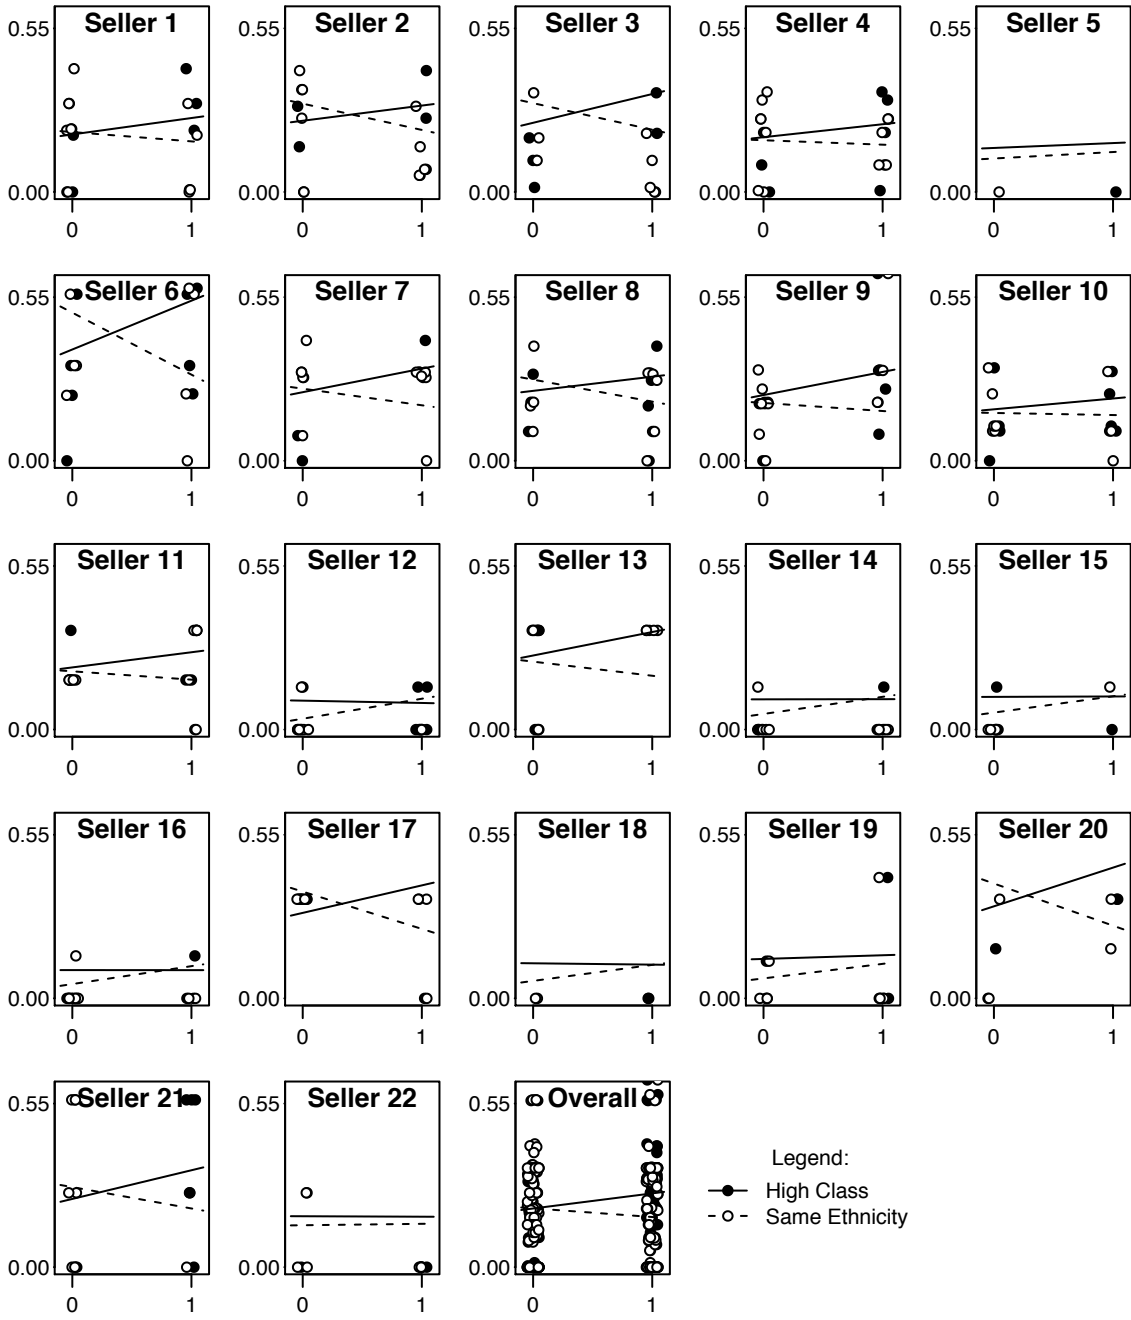 Seller 1 Seller 2 Seller 3 Seller 4 Seller 5
0.55 0.55 0.55 0.55 0.55
0.00 0.00 0.00 0.00 0.00
0 1 0 1 0 1 0 1 0 1
Seller 6 Seller 7 Seller 8 Seller 9 Seller 10
0.55 0.55 0.55 0.55 0.55
0.00 0.00 0.00 0.00 0.00
0 1 0 1 0 1 0 1 0 1
Seller 11 Seller 12 Seller 13 Seller 14 Seller 15
0.55 0.55 0.55 0.55 0.55
0.00 0.00 0.00 0.00 0.00
0 1 0 1 0 1 0 1 0 1
Seller 16 Seller 17 Seller 18 Seller 19 Seller 20
0.55 0.55 0.55 0.55 0.55
0.00 0.00 0.00 0.00 0.00
0 1 0 1 0 1 0 1 0 1
Seller 21 Seller 22 Overall
0.55 0.55 0.55
0.00 0.00 0.00
0 1 0 1 0 1
Legend:
High Class
Same Ethnicity